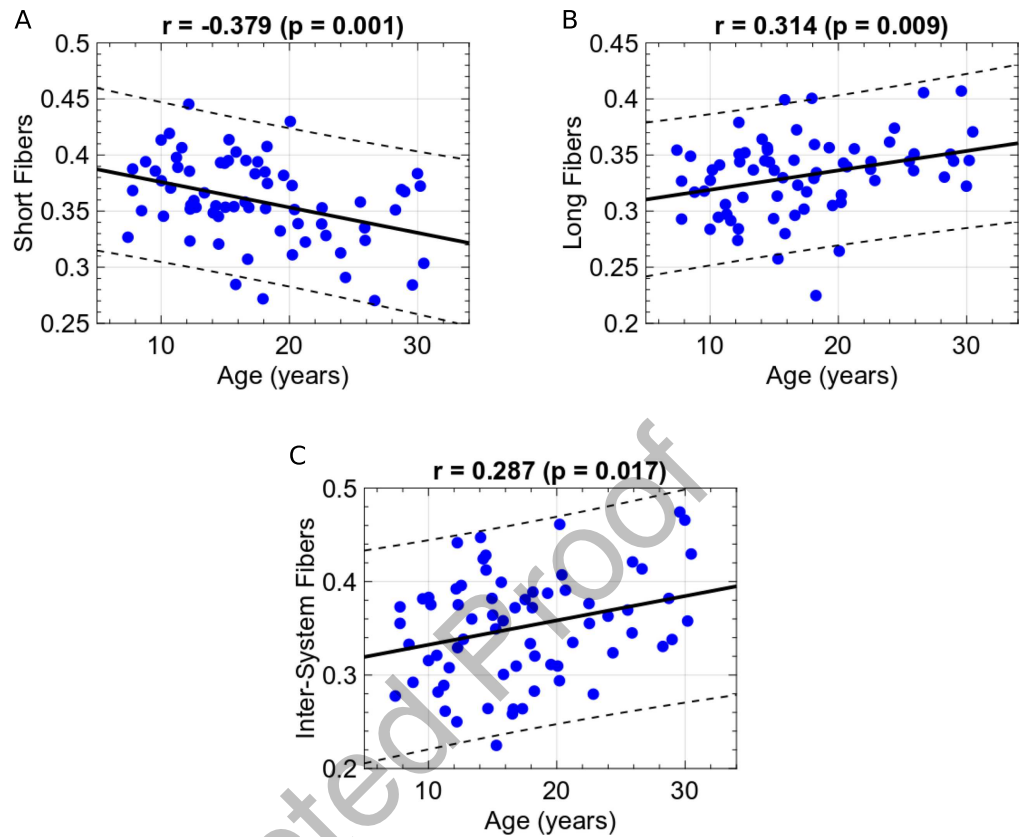 A
r = -0.379 (p = 0.001)
0.5
0.45
0.4
0.35
0.3
0.25
Short Fibers
10
20
30
Age (years)
B
r = 0.314 (p = 0.009)
0.45
0.4
0.35
0.3
0.25
0.2
Long Fibers
10
20
30
Age (years)
C
r = 0.287 (p = 0.017)
0.5
0.4
0.3
0.2
Inter-System Fibers
10
20
30
Age (years)
ted Proof